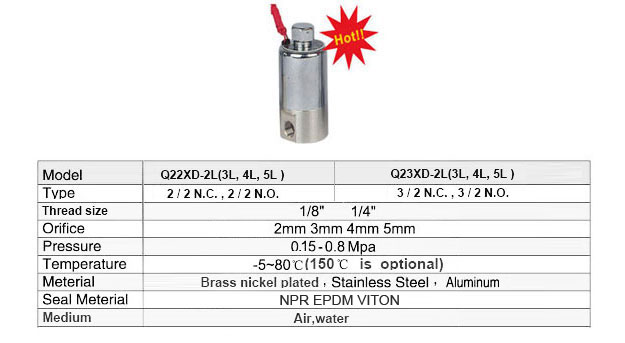 Hot!!
Model Q22XD-2L(3L, 4L, 5L ) Q23XD-2L(3L, 4L, 5L )
Type 2 / 2 N.C. , 2 / 2 N.O. 3 / 2 N.C. , 3 / 2 N.O.
Thread size 1/8" 1/4"
Orifice 2mm 3mm 4mm 5mm
Pressure 0.15 - 0.8 Mpa
Temperature -5~80℃(150℃ is optional)
Meterial Brass nickel plated , Stainless Steel , Aluminum
Seal Meterial NPR EPDM VITON
Medium Air,water